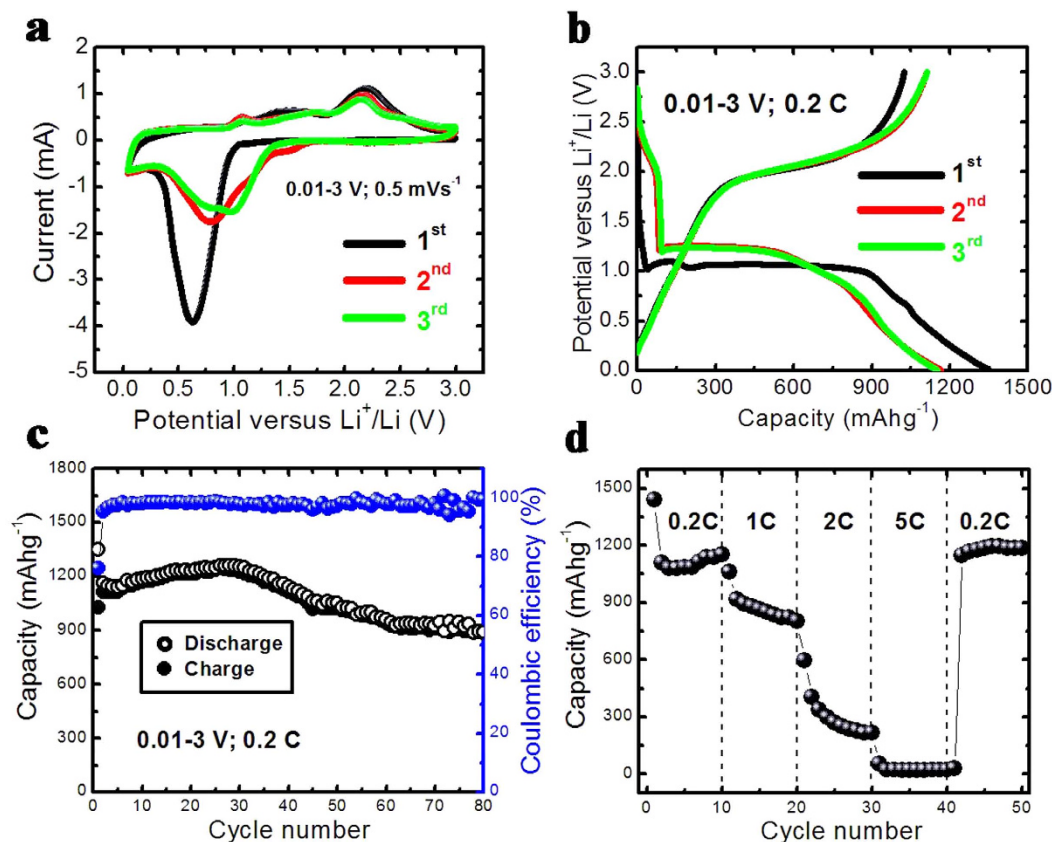 a
2
1
0
-1
-2
-3
-4
-5
Current (mA)
0.01-3 V; 0.5 mVs⁻¹
1ˢᵗ
2ⁿᵈ
3ʳᵈ
0.0 0.5 1.0 1.5 2.0 2.5 3.0
Potential versus Li⁺/Li (V)
b
3.0
2.5
2.0
1.5
1.0
0.5
0.0
Potential versus Li⁺/Li (V)
0.01-3 V; 0.2 C
1ˢᵗ
2ⁿᵈ
3ʳᵈ
0 300 600 900 1200 1500
Capacity (mAhg⁻¹)
c
1800
1500
1200
900
600
300
0
Capacity (mAhg⁻¹)
Discharge
Charge
0.01-3 V; 0.2 C
100
80
60
40
20
0
Coulombic efficiency (%)
0 10 20 30 40 50 60 70 80
Cycle number
d
1500
1200
900
600
300
0
Capacity (mAhg⁻¹)
0.2C 1C 2C 5C 0.2C
0 10 20 30 40 50
Cycle number